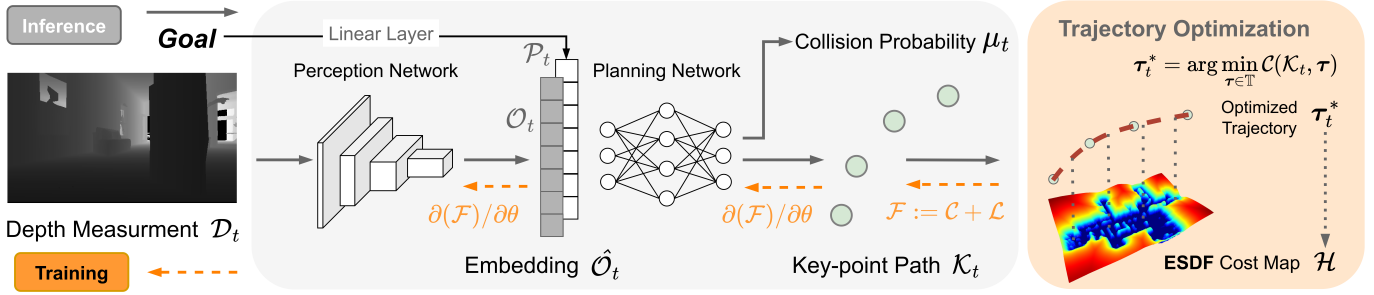 Inference
Goal
Linear Layer
Perception Network
𝒫ₜ
𝒪ₜ
Planning Network
Collision Probability μₜ
∂(ℱ)/∂θ
∂(ℱ)/∂θ
ℱ := 𝒞 + ℒ
Depth Measurment 𝒟ₜ
Training
Embedding 𝒪̂ₜ
Key-point Path 𝒦ₜ
Trajectory Optimization
τₜ* = arg min 𝒞(𝒦ₜ, τ)
τ∈𝕋
Optimized
Trajectory
τₜ*
ESDF Cost Map ℋ